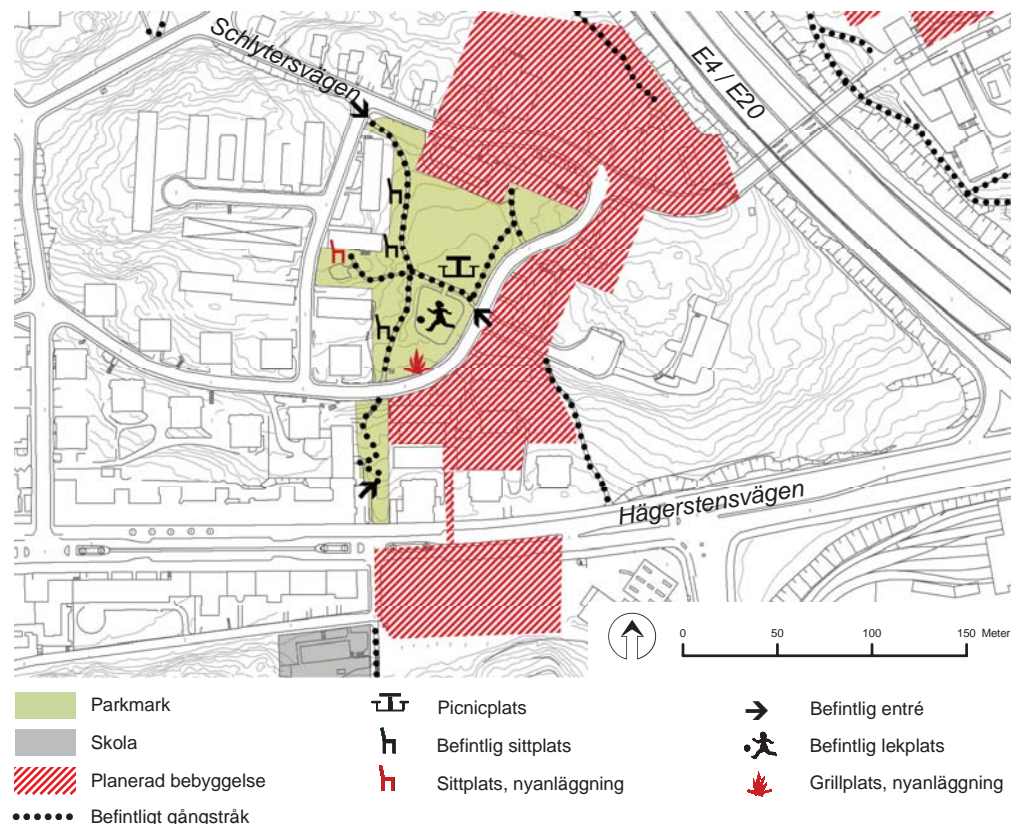 Schlytersvägen
E4 / E20
Hägerstensvägen
0 50 100 150 Meter
Parkmark
Skola
Planerad bebyggelse
Befintligt gångstråk
Picnicplats
Befintlig sittplats
Sittplats, nyanläggning
Befintlig entré
Befintlig lekplats
Grillplats, nyanläggning